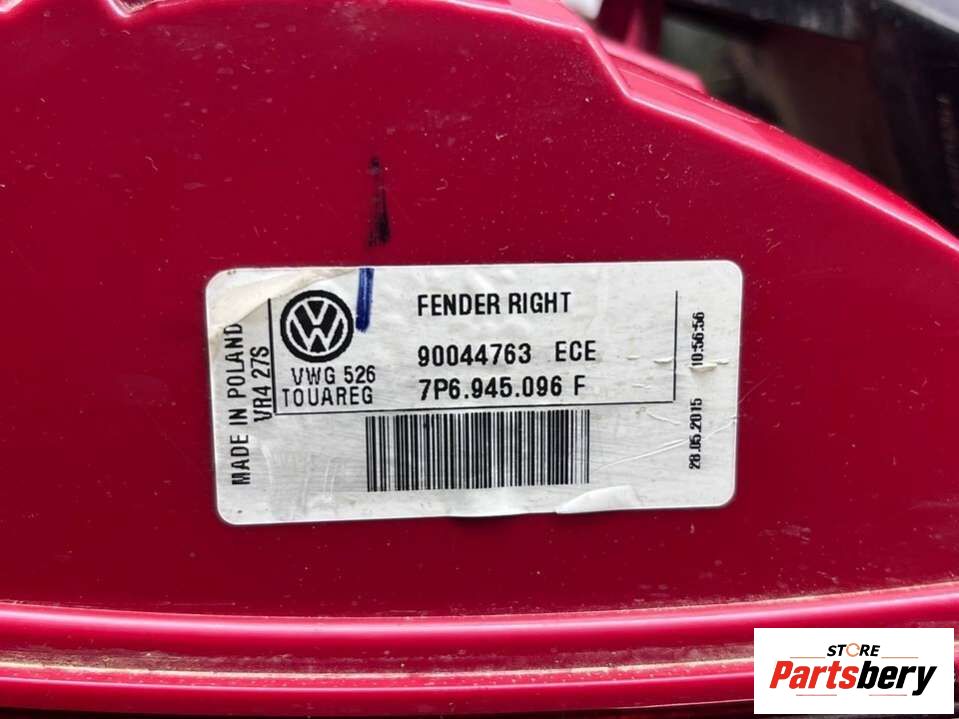 FENDER RIGHT
90044763 ECE
7P6.945.096 F
VWG 526
TOUAREG
MADE IN POLAND
VR4 27S
28.05.2015 10:56:56
STORE
Partsbery